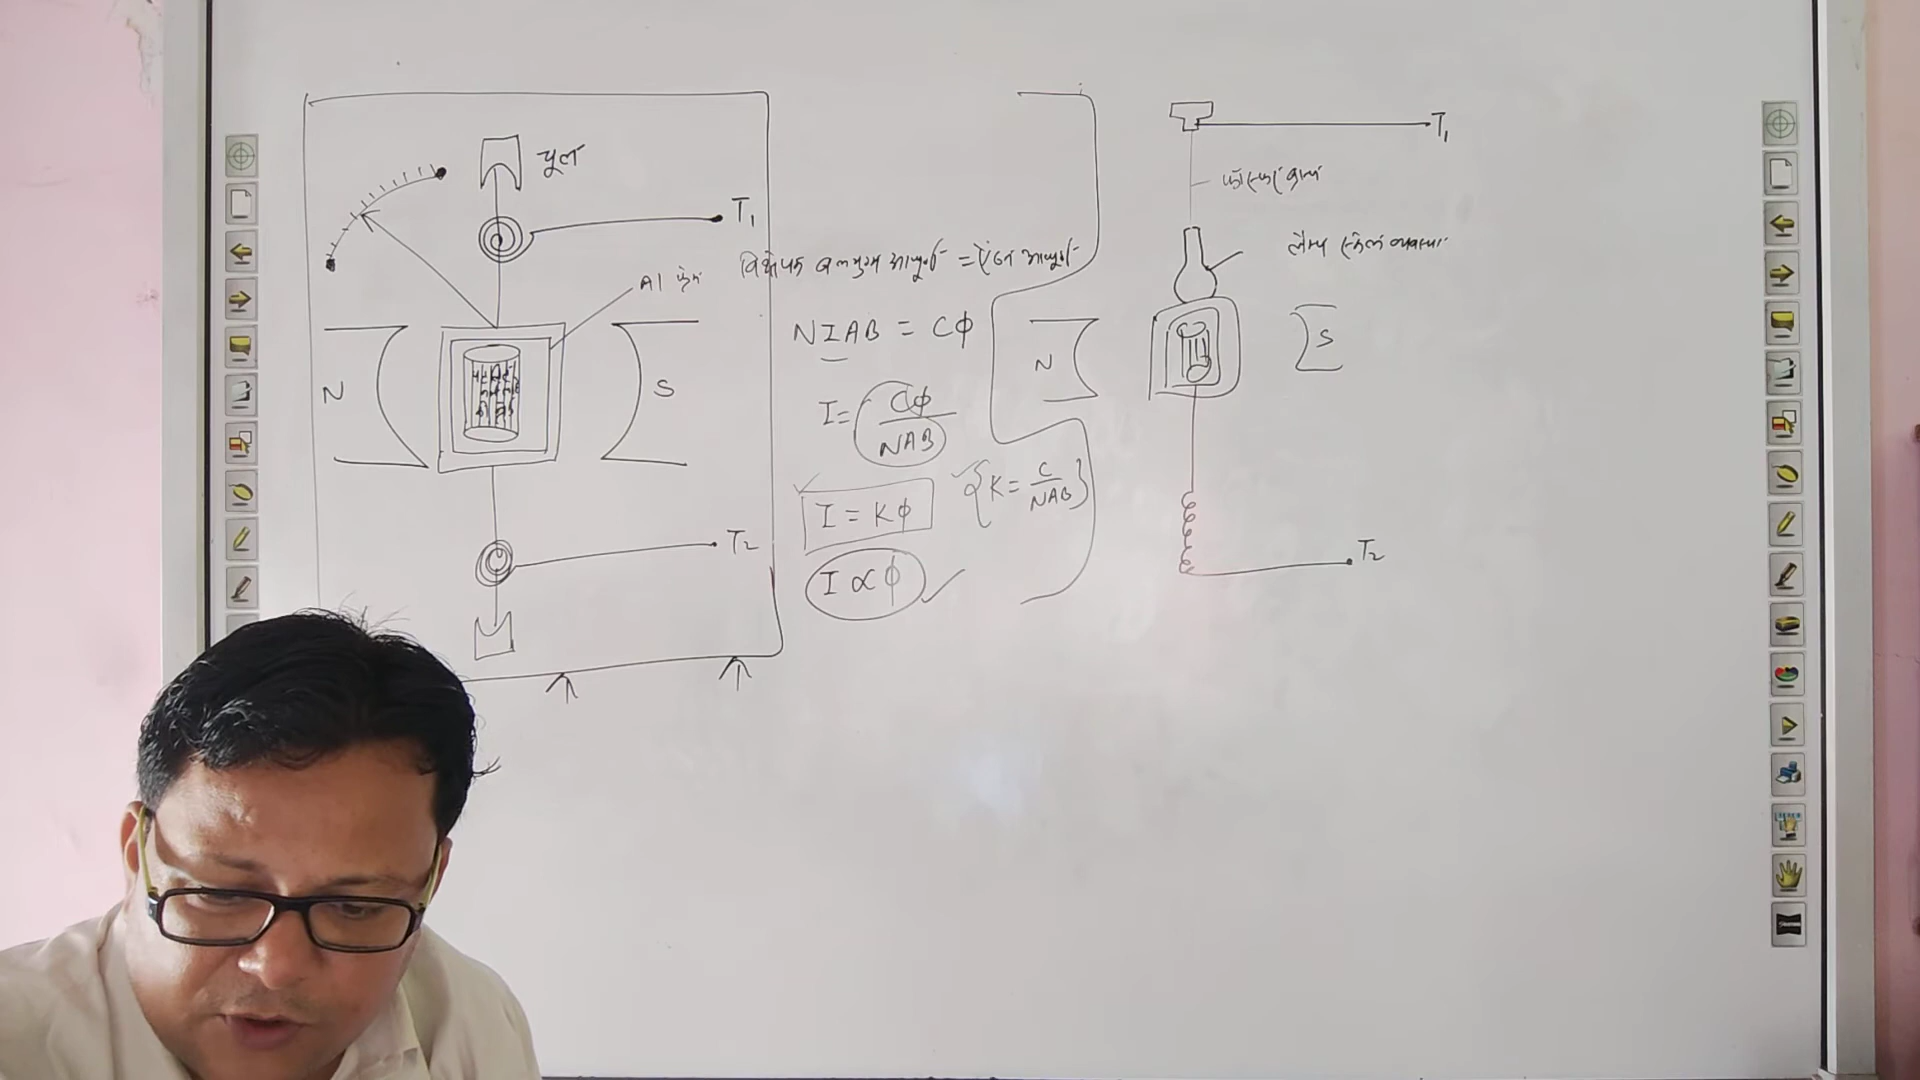 चूल
T₁
Al फ्रेम
N
S
T₂
विक्षेपक बलयुग्म आघूर्ण = ऐंठन आघूर्ण
NIAB = Cϕ
I = Cϕ / NAB
I = Kϕ
{K = C / NAB}
I ∝ ϕ
T₁
लैम्प स्केल व्यवस्था
N
S
T₂